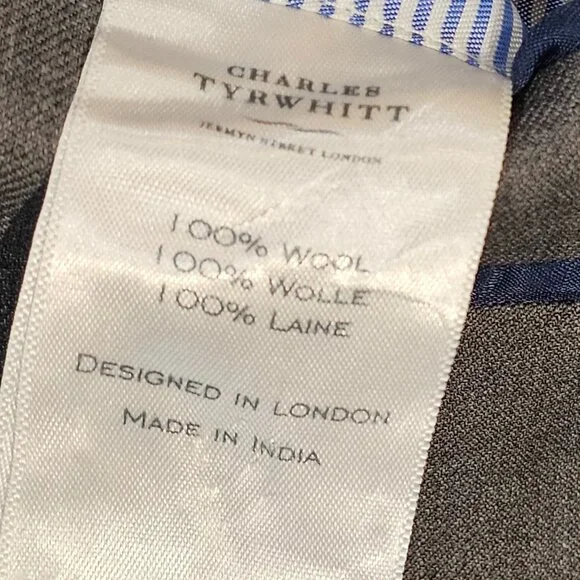 CHARLES
TYRWHITT
JERMYN STREET LONDON
100% WOOL
100% WOLLE
100% LAINE
DESIGNED IN LONDON
MADE IN INDIA